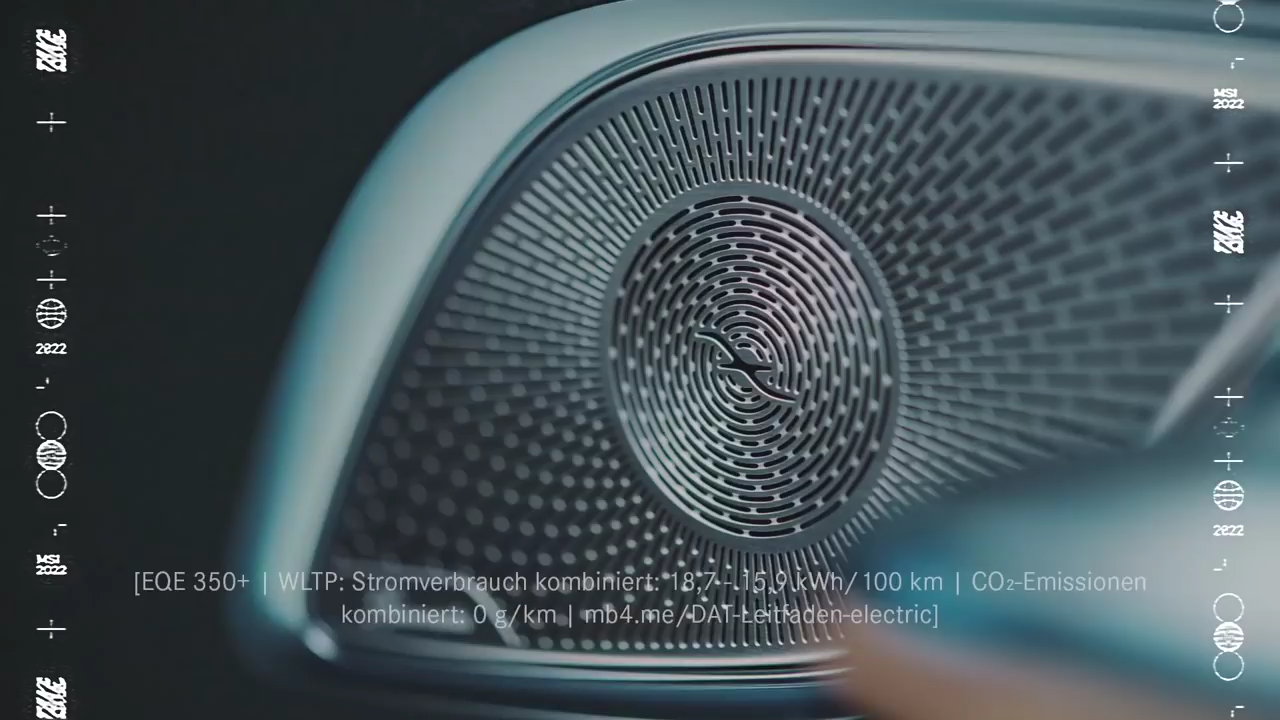 2022
MSI
2022
[EQE 350+ | WLTP: Stromverbrauch kombiniert: 18,7–15,9 kWh/100 km | CO₂-Emissionen
kombiniert: 0 g/km | mb4.me/DAT-Leitfaden-electric]
MSI
2022
2022